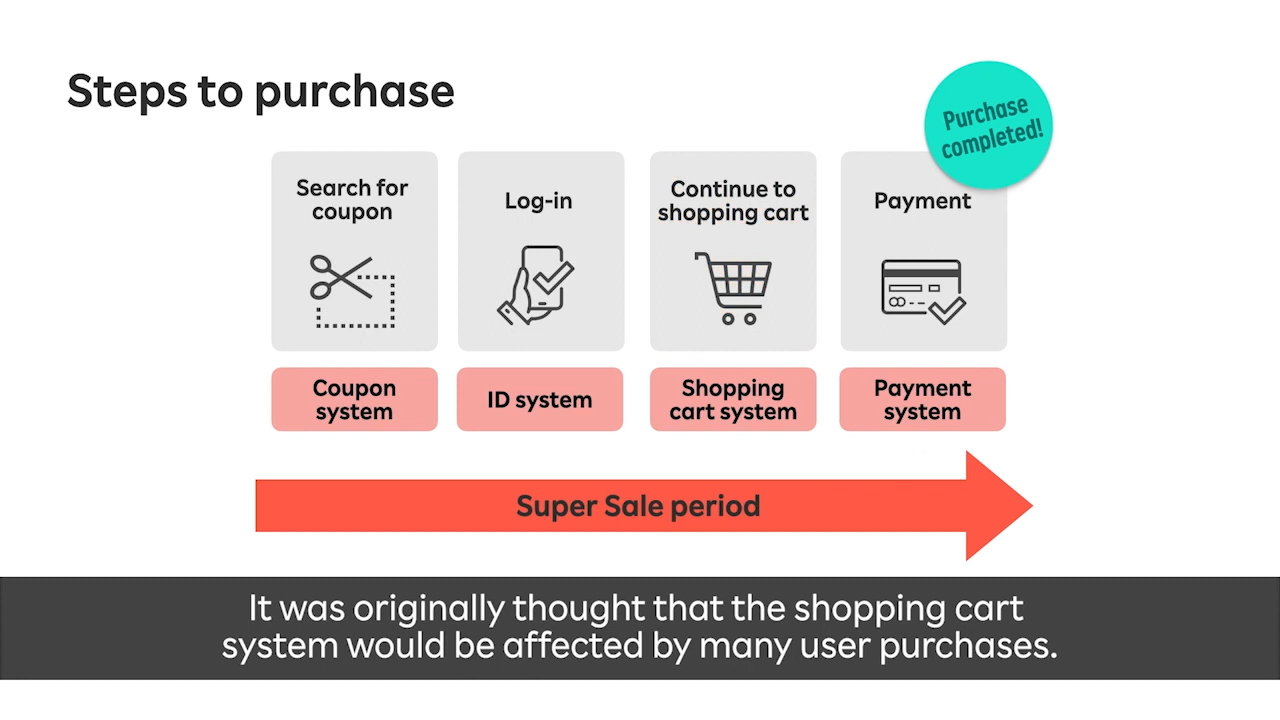 Steps to purchase
Purchase
completed!
Search for
coupon
Log-in
Continue to
shopping cart
Payment
Coupon
system
ID system
Shopping
cart system
Payment
system
Super Sale period
It was originally thought that the shopping cart
system would be affected by many user purchases.